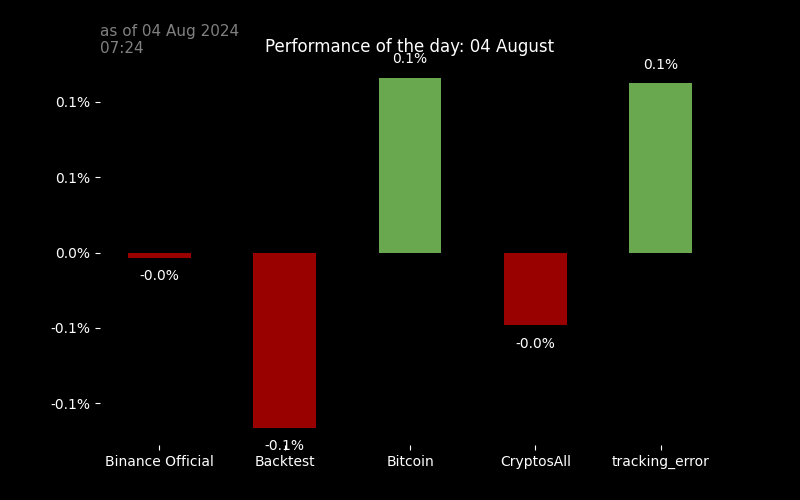 as of 04 Aug 2024
07:24
Performance of the day: 04 August
0.1%
0.1%
0.1%
0.1%
0.0%
-0.0%
-0.1%
-0.0%
-0.1%
-0.1%
Binance Official
Backtest
Bitcoin
CryptosAll
tracking_error